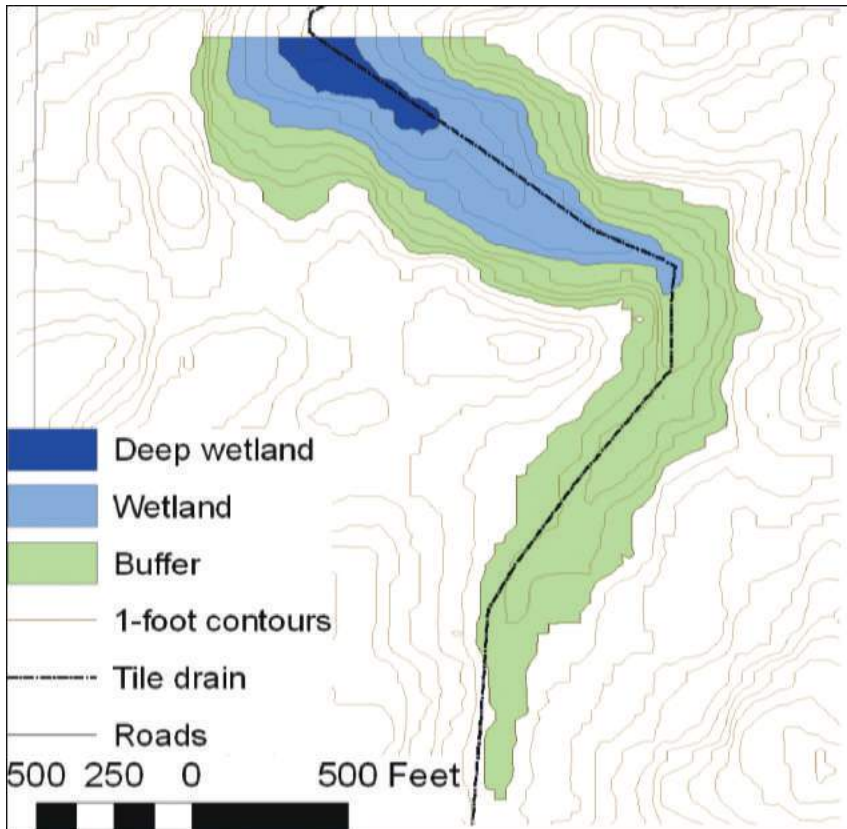 Deep wetland
Wetland
Buffer
1-foot contours
Tile drain
Roads
500 250 0 500 Feet